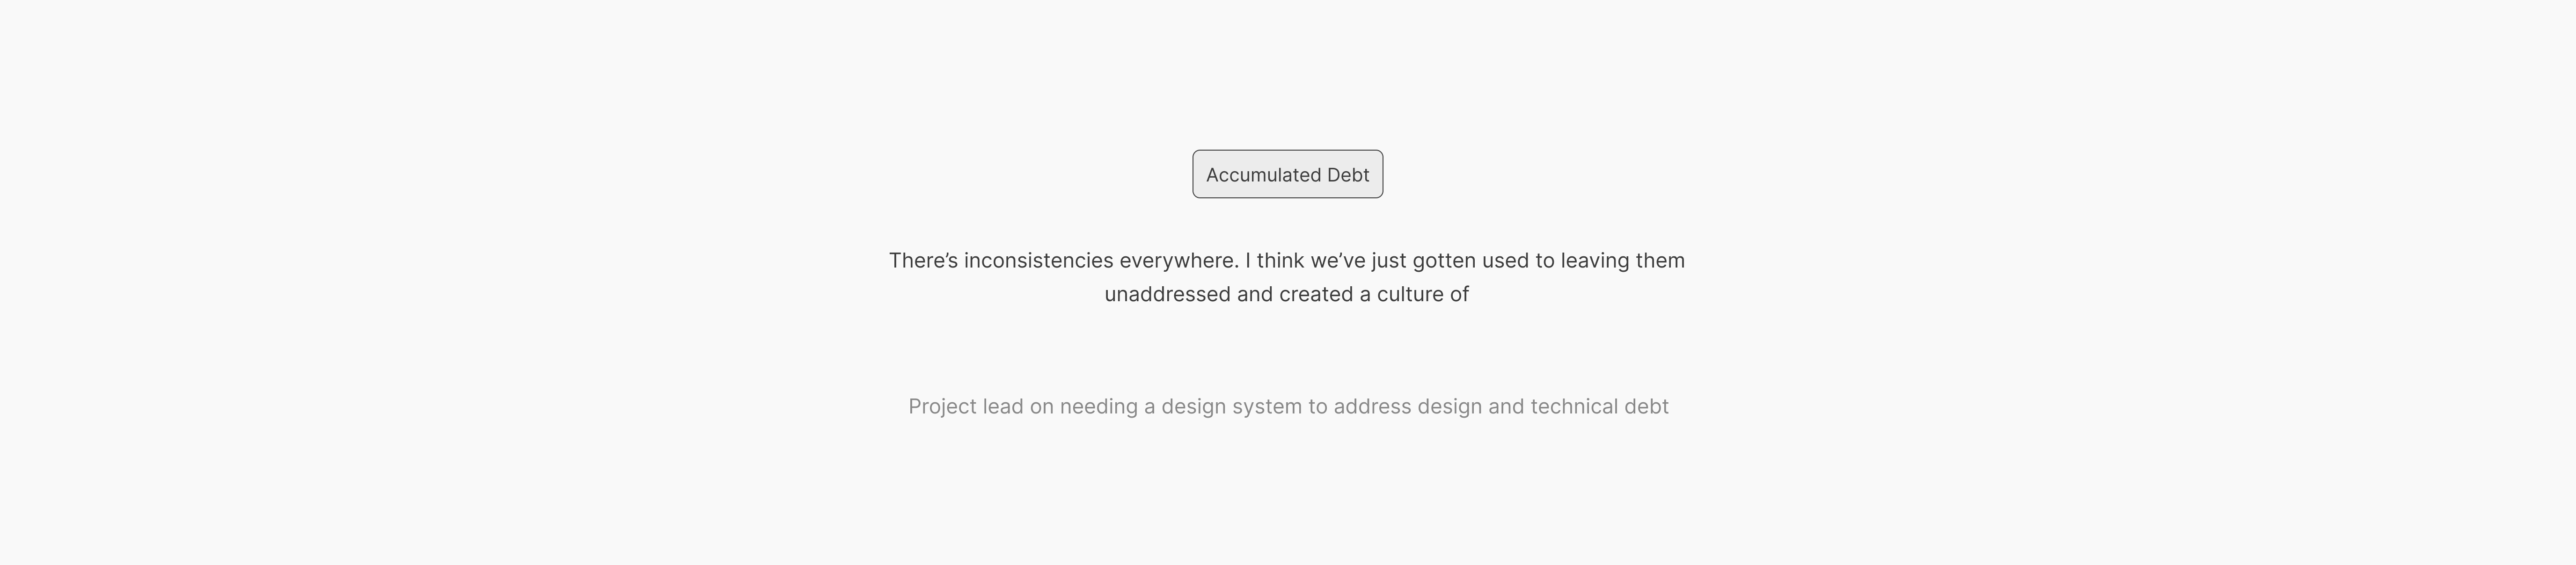 Accumulated Debt
There’s inconsistencies everywhere. I think we’ve just gotten used to leaving them
unaddressed and created a culture of
Project lead on needing a design system to address design and technical debt